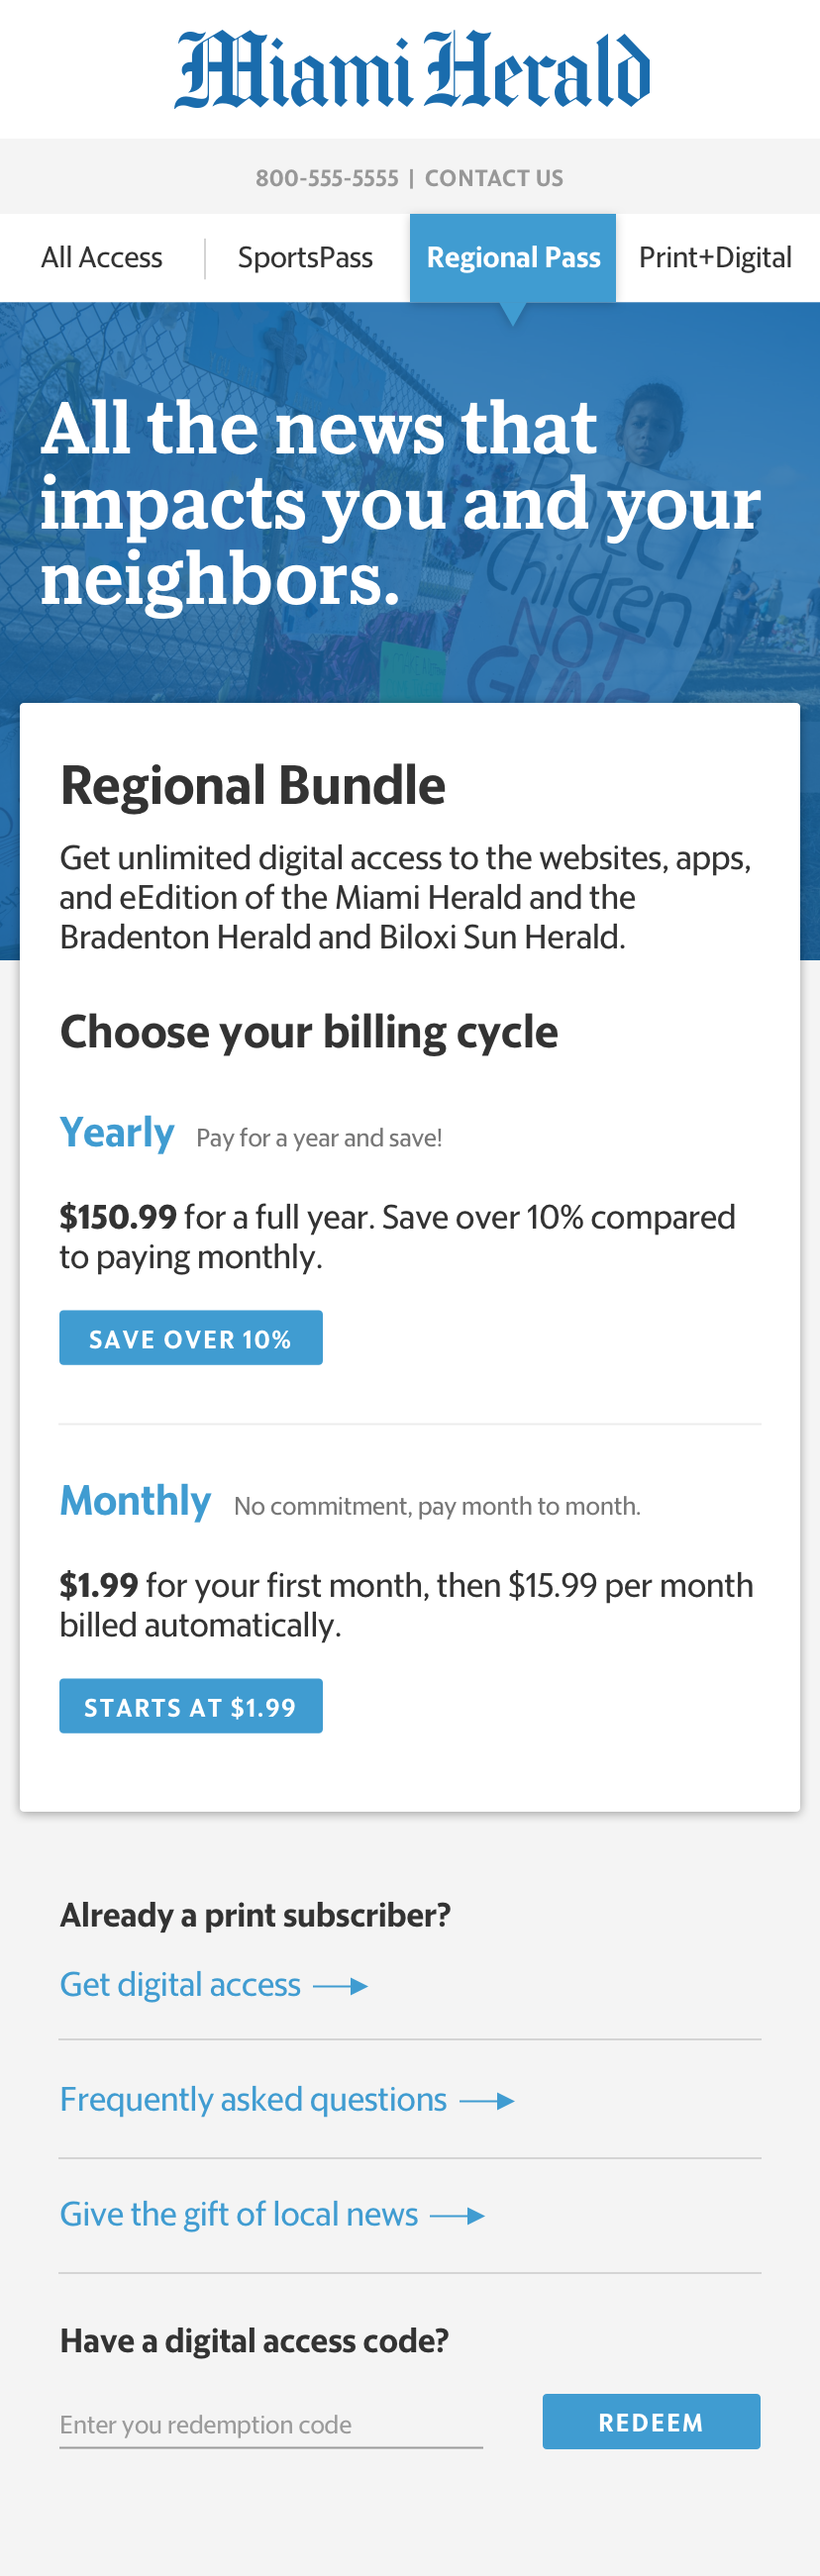 Miami Herald
800-555-5555 | CONTACT US
All Access
SportsPass
Regional Pass
Print+Digital
All the news that
impacts you and your
neighbors.
Children
NOT
Regional Bundle
Get unlimited digital access to the websites, apps,
and eEdition of the Miami Herald and the
Bradenton Herald and Biloxi Sun Herald.
Choose your billing cycle
Yearly Pay for a year and save!
$150.99 for a full year. Save over 10% compared
to paying monthly.
SAVE OVER 10%
Monthly No commitment, pay month to month.
$1.99 for your first month, then $15.99 per month
billed automatically.
STARTS AT $1.99
Already a print subscriber?
Get digital access
Frequently asked questions
Give the gift of local news
Have a digital access code?
Enter you redemption code
REDEEM